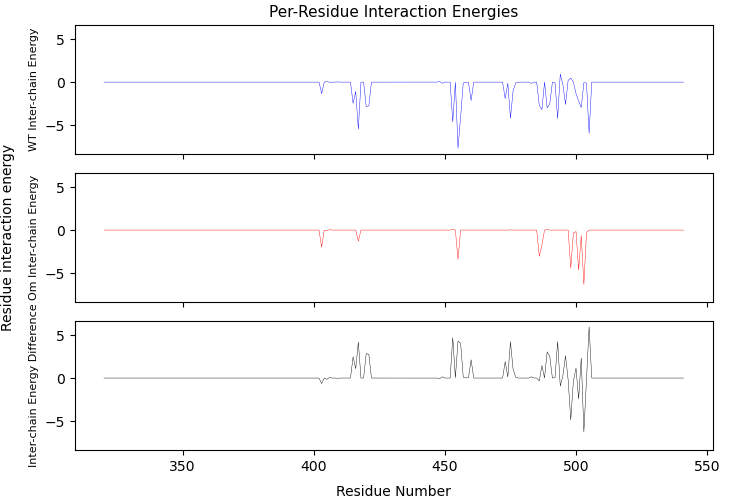 Per-Residue Interaction Energies
WT Inter-chain Energy
5
0
−5
Residue interaction energy
Om Inter-chain Energy
5
0
−5
Inter-chain Energy Difference
5
0
−5
350
400
450
500
550
Residue Number